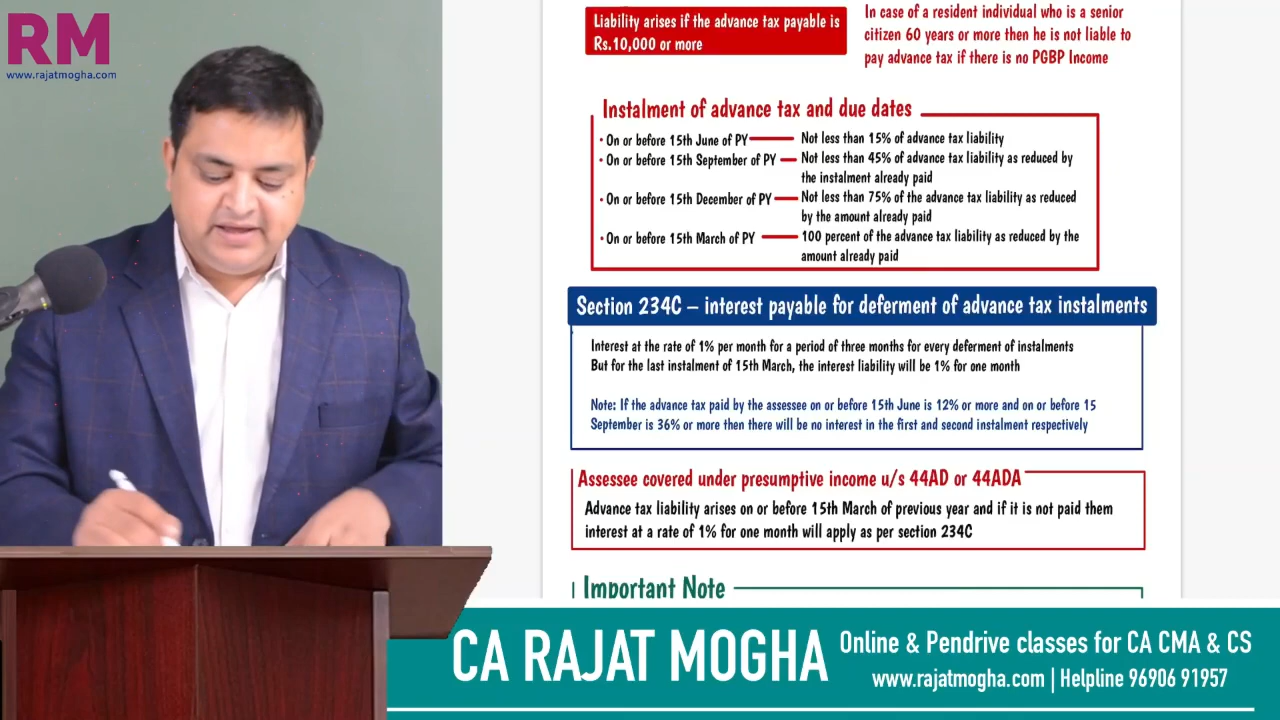 RM
www.rajatmogha.com
Liability arises if the advance tax payable is
Rs.10,000 or more
In case of a resident individual who is a senior
citizen 60 years or more then he is not liable to
pay advance tax if there is no PGBP Income
Instalment of advance tax and due dates
• On or before 15th June of PY
Not less than 15% of advance tax liability
• On or before 15th September of PY
Not less than 45% of advance tax liability as reduced by
the instalment already paid
• On or before 15th December of PY
Not less than 75% of the advance tax liability as reduced
by the amount already paid
• On or before 15th March of PY
100 percent of the advance tax liability as reduced by the
amount already paid
Section 234C – interest payable for deferment of advance tax instalments
Interest at the rate of 1% per month for a period of three months for every deferment of instalments
But for the last instalment of 15th March, the interest liability will be 1% for one month
Note: If the advance tax paid by the assessee on or before 15th June is 12% or more and on or before 15
September is 36% or more then there will be no interest in the first and second instalment respectively
Assessee covered under presumptive income u/s 44AD or 44ADA
Advance tax liability arises on or before 15th March of previous year and if it is not paid them
interest at a rate of 1% for one month will apply as per section 234C
Important Note
CA RAJAT MOGHA
Online & Pendrive classes for CA CMA & CS
www.rajatmogha.com | Helpline 96906 91957